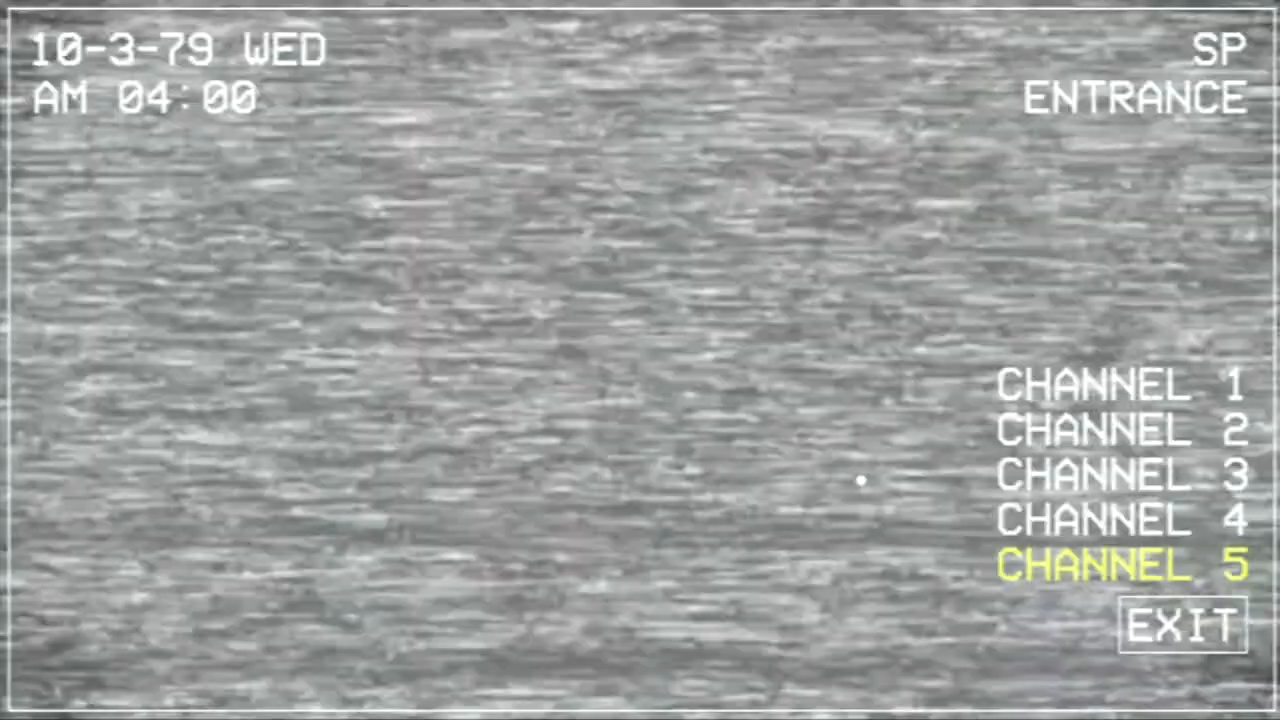 10-3-79 WED
AM 04:00
SP
ENTRANCE
CHANNEL 1
CHANNEL 2
CHANNEL 3
CHANNEL 4
CHANNEL 5
EXIT